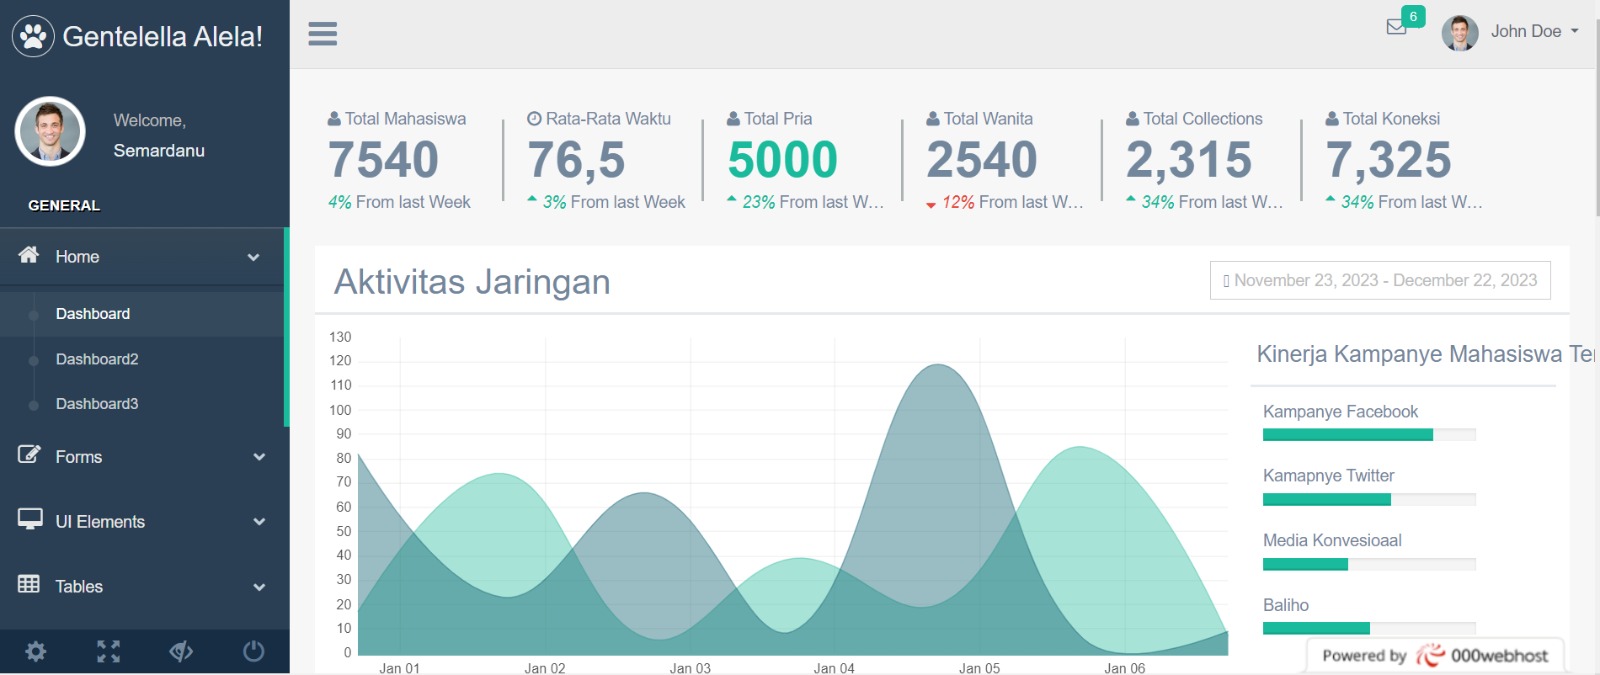 Gentelella Alela!
Welcome,
Semardanu
GENERAL
Home
Dashboard
Dashboard2
Dashboard3
Forms
UI Elements
Tables
6
John Doe
Total Mahasiswa
7540
4% From last Week
Rata-Rata Waktu
76,5
3% From last Week
Total Pria
5000
23% From last W...
Total Wanita
2540
12% From last W...
Total Collections
2,315
34% From last W...
Total Koneksi
7,325
34% From last W...
Aktivitas Jaringan
November 23, 2023 - December 22, 2023
130
120
110
100
90
80
70
60
50
40
30
20
10
0
Jan 01
Jan 02
Jan 03
Jan 04
Jan 05
Jan 06
Kinerja Kampanye Mahasiswa Ter
Kampanye Facebook
Kamapnye Twitter
Media Konvesioaal
Baliho
Powered by 000webhost